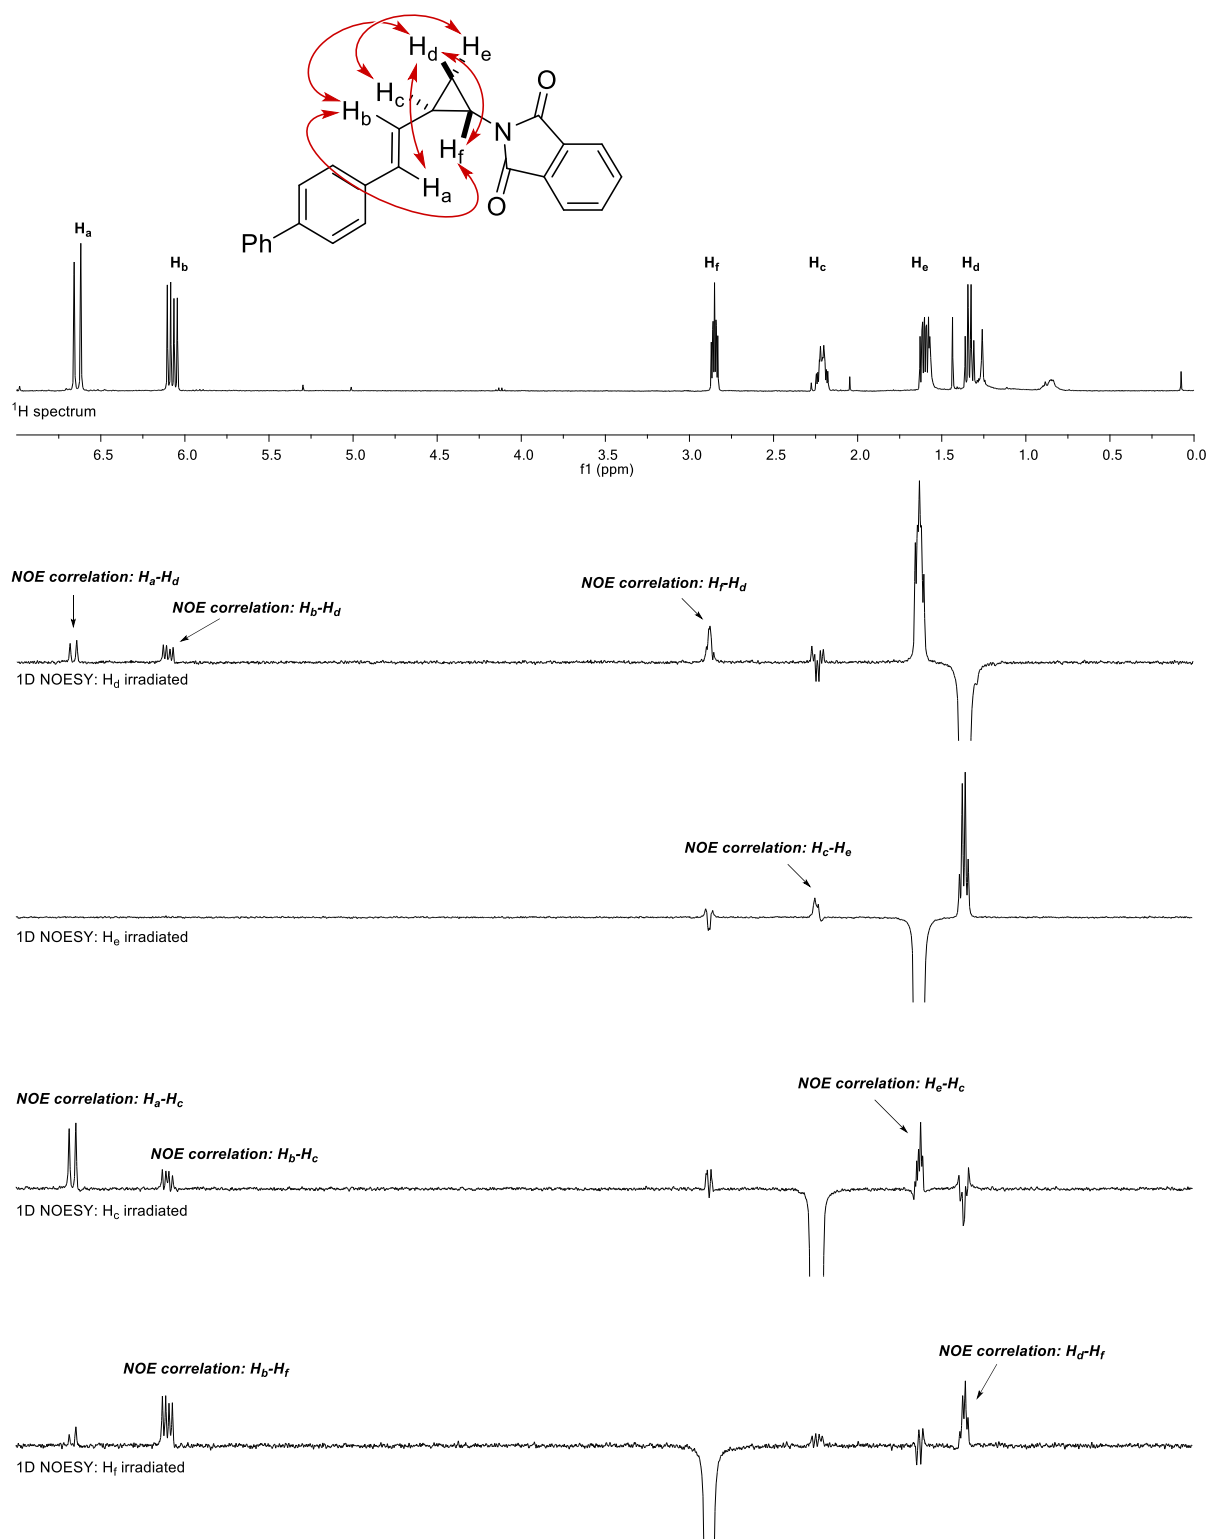 Hd He
Hc
Hb
Hf
Ha
O
N
O
Ph
Ha
Hb
Hf
Hc
He
Hd
1H spectrum
6.5 6.0 5.5 5.0 4.5 4.0 3.5 3.0 2.5 2.0 1.5 1.0 0.5 0.0
f1 (ppm)
NOE correlation: Ha-Hd
NOE correlation: Hb-Hd
NOE correlation: Hf-Hd
1D NOESY: Hd irradiated
NOE correlation: Hc-He
1D NOESY: He irradiated
NOE correlation: Ha-Hc
NOE correlation: Hb-Hc
NOE correlation: He-Hc
1D NOESY: Hc irradiated
NOE correlation: Hb-Hf
NOE correlation: Hd-Hf
1D NOESY: Hf irradiated